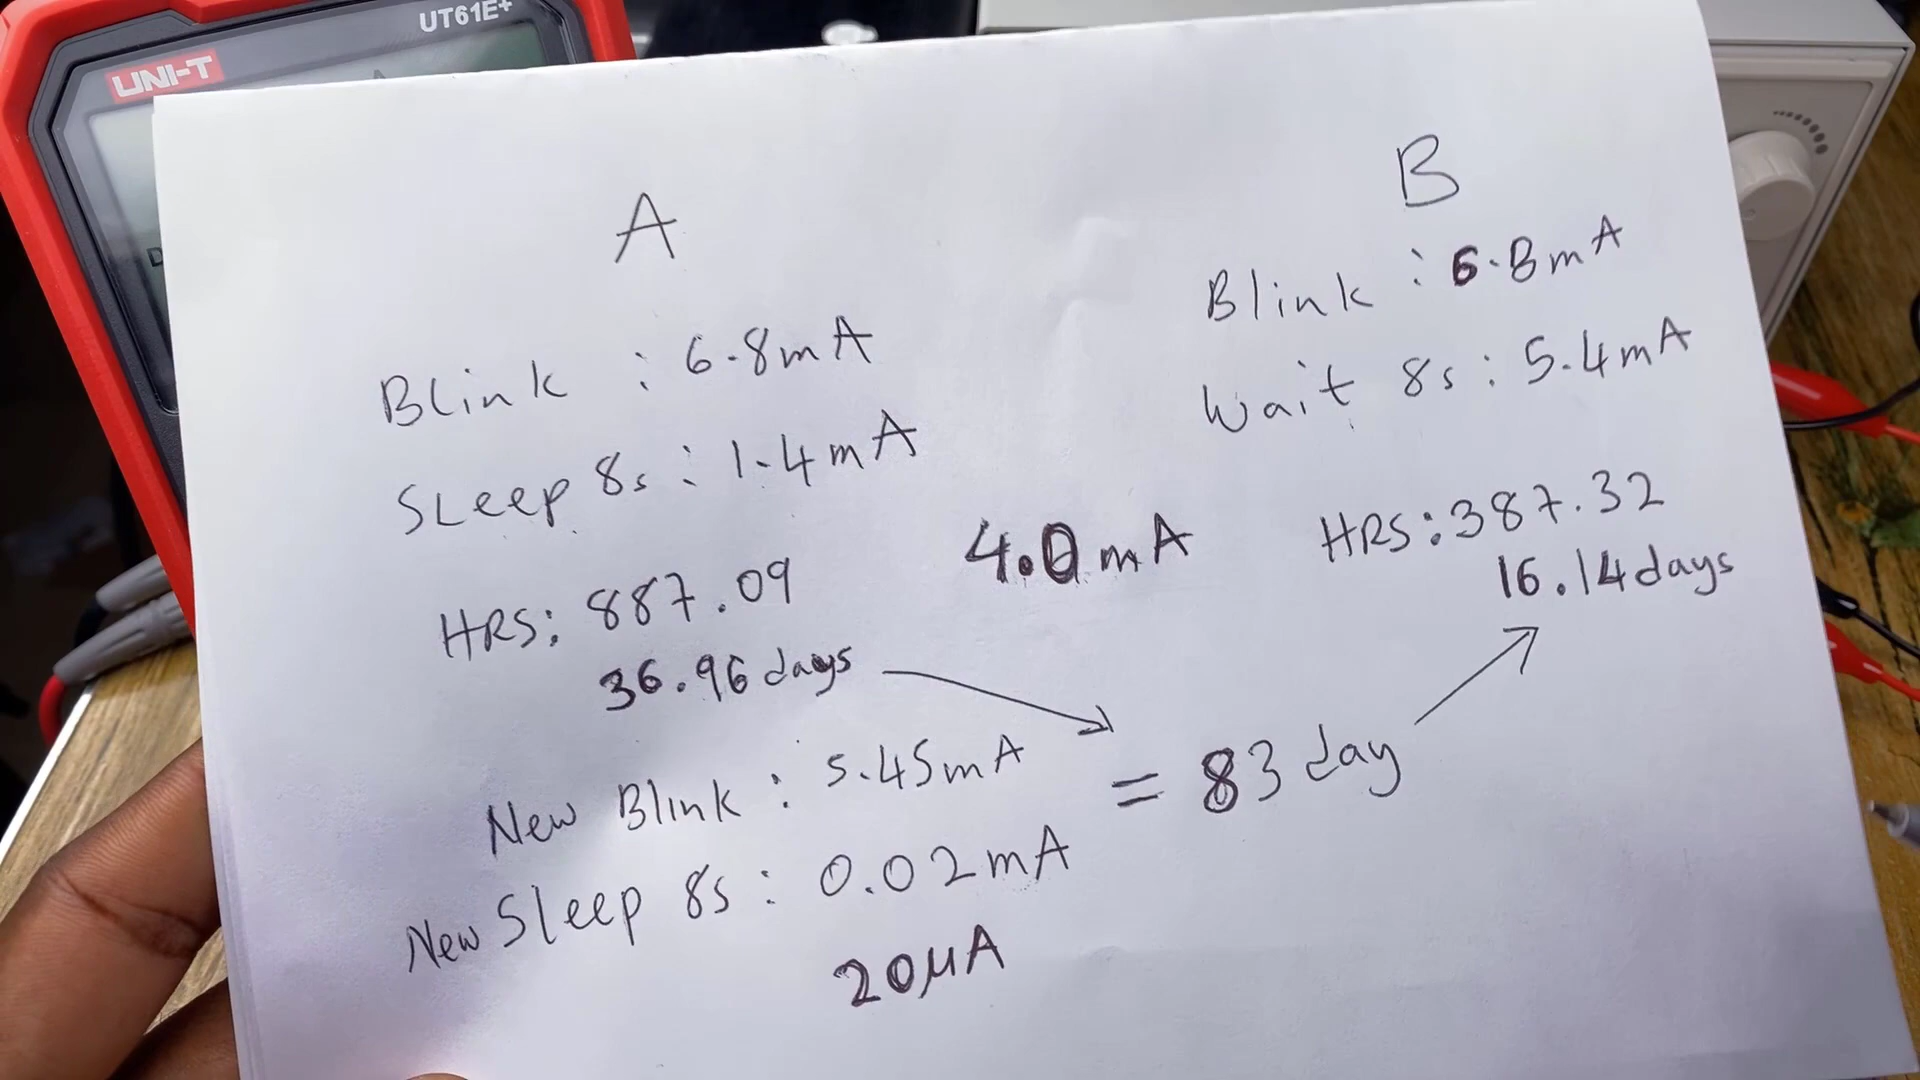 UT61E+
UNI-T
A
Blink : 6.8mA
Sleep 8s : 1.4mA
HRS: 887.09
36.96 days
New Blink : 5.45mA
New Sleep 8s : 0.02mA
20μA
4.0mA
= 83 day
B
Blink : 6.8mA
Wait 8s : 5.4mA
HRS: 387.32
16.14 days